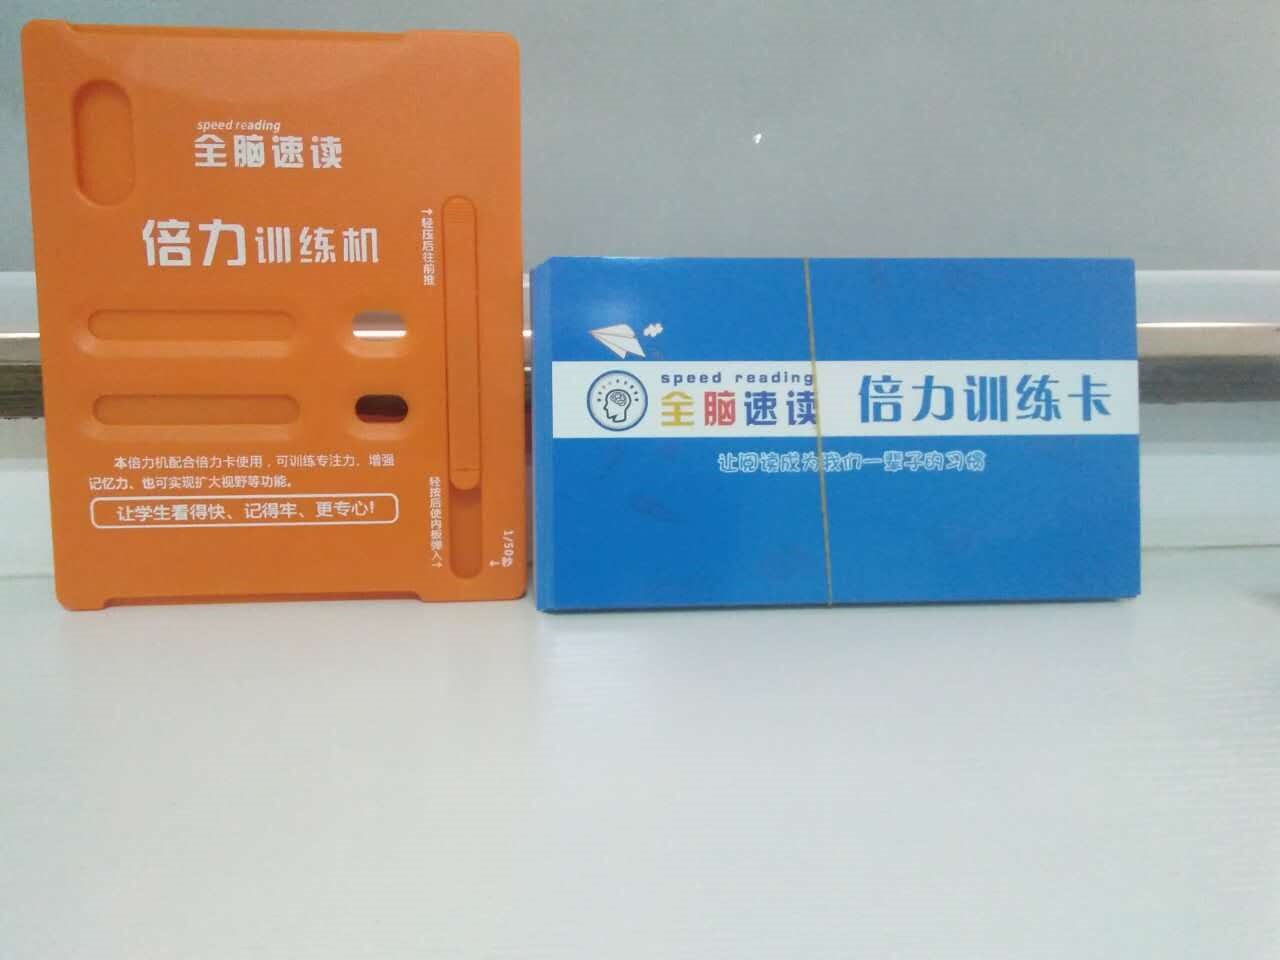 speed reading
全脑速读
倍力训练机
↑轻压后往前推
本倍力机配合倍力卡使用，可训练专注力、增强
记忆力、也可实现扩大视野等功能。
让学生看得快、记得牢、更专心！
轻按后使内板弹入↑
1/50秒↓
speed reading
全脑速读
倍力训练卡
让阅读成为我们一辈子的习惯